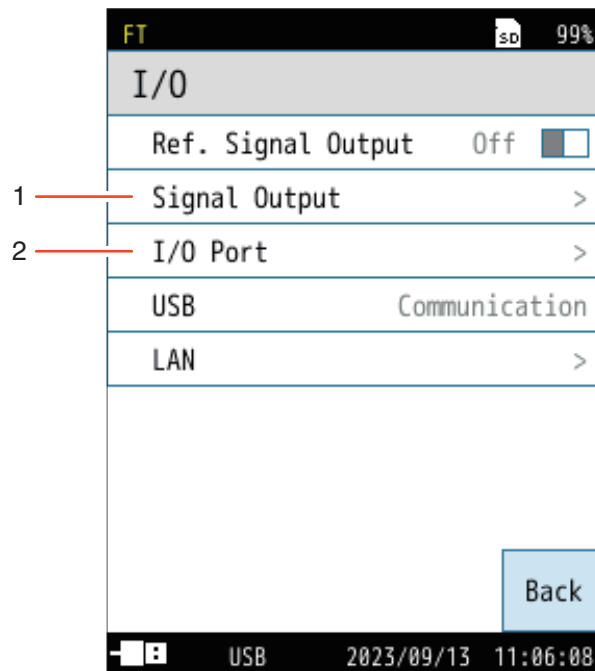 FT SD 99%
I/O
Ref. Signal Output Off
1 Signal Output >
2 I/O Port >
USB Communication
LAN >
Back
USB 2023/09/13 11:06:08